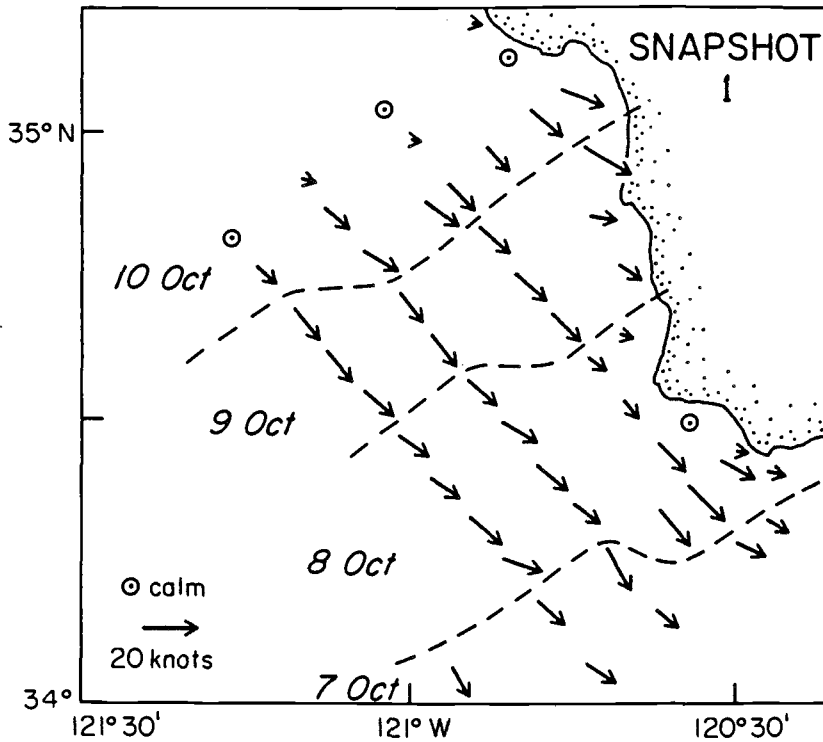 SNAPSHOT
1
35° N
10 Oct
9 Oct
8 Oct
calm
20 knots
7 Oct
34°
121° 30'
121° W
120° 30'